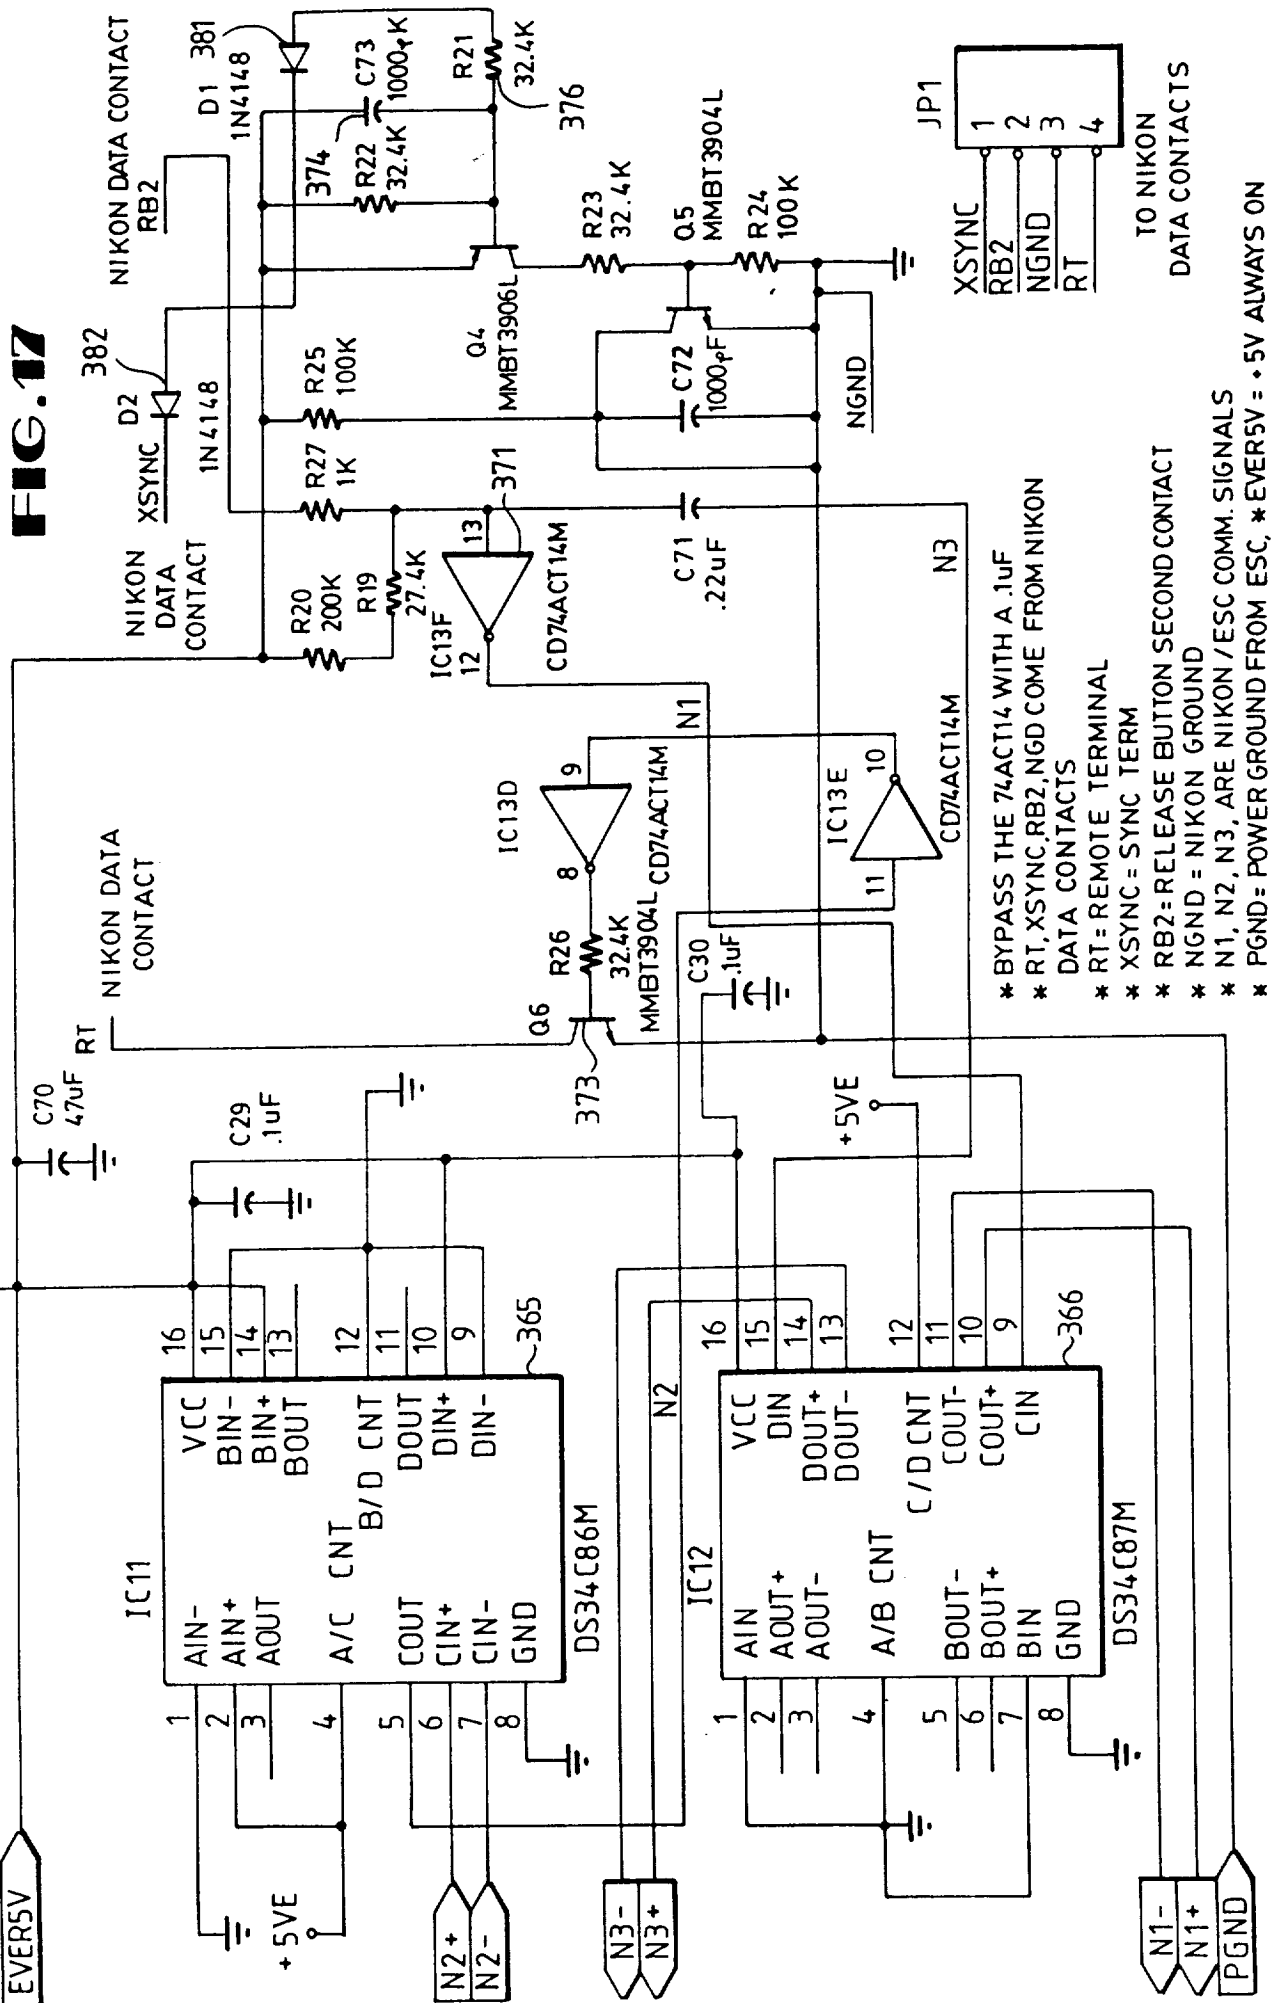 FIG.17
EVER5V
+5VE
N2+
N2-
N3-
N3+
N1-
N1+
PGND
IC11
AIN-
AIN+
AOUT
A/C CNT
COUT
CIN+
CIN-
GND
VCC
BIN-
BIN+
BOUT
B/D CNT
DOUT
DIN+
DIN-
1
2
3
4
5
6
7
8
16
15
14
13
12
11
10
9
365
DS34C86M
IC12
AIN
AOUT+
AOUT-
A/B CNT
BOUT-
BOUT+
BIN
GND
VCC
DIN
DOUT+
DOUT-
C/D CNT
COUT-
COUT+
CIN
1
2
3
4
5
6
7
8
16
15
14
13
12
11
10
9
366
DS34C87M
N2
C70
47uF
C29
.1uF
C30
.1uF
+5VE
RT
NIKON DATA
CONTACT
Q6
373
MMBT3904L
R26
32.4K
IC13D
8
9
CD74ACT14M
IC13E
11
10
CD74ACT14M
N1
N3
NIKON
DATA
CONTACT
XSYNC
D2
382
1N4148
R20
200K
R19
27.4K
R27
1K
R25
100K
IC13F
12
13
371
CD74ACT14M
C71
.22uF
NIKON DATA CONTACT
RB2
D1
381
1N4148
C73
1000pK
374
R22
32.4K
R21
32.4K
376
Q4
MMBT3906L
R23
32.4K
Q5
MMBT3904L
R24
100K
C72
1000pF
NGND
JP1
XSYNC 1
RB2 2
NGND 3
RT 4
TO NIKON
DATA CONTACTS
* BYPASS THE 74ACT14 WITH A .1uF
* RT,XSYNC,RB2,NGD COME FROM NIKON
DATA CONTACTS
* RT=REMOTE TERMINAL
* XSYNC=SYNC TERM
* RB2=RELEASE BUTTON SECOND CONTACT
* NGND = NIKON GROUND
* N1, N2, N3, ARE NIKON/ESC COMM. SIGNALS
* PGND=POWER GROUND FROM ESC, * EVER5V = +5V ALWAYS ON